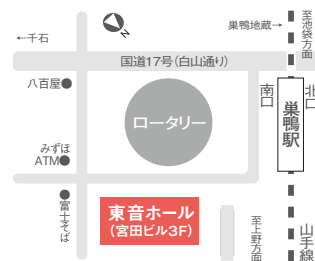 巣鴨地蔵→
至池袋方面
←千石
N
国道17号(白山通り)
八百屋●
南口
北口
巣鴨駅
ロータリー
みずほ
ATM●
●富士そば
東音ホール
(宮田ビル3F)
至上野方面
山手線